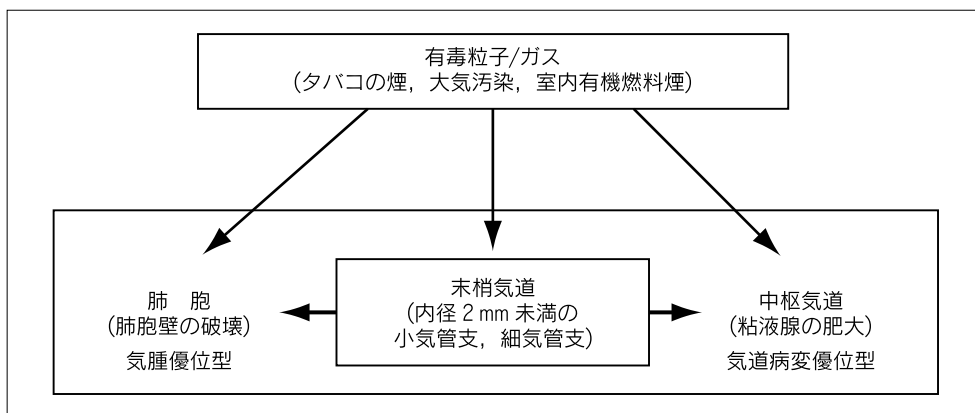 有毒粒子/ガス
(タバコの煙，大気汚染，室内有機燃料煙)
肺　胞
(肺胞壁の破壊)
気腫優位型
末梢気道
(内径 2 mm 未満の
小気管支，細気管支)
中枢気道
(粘液腺の肥大)
気道病変優位型